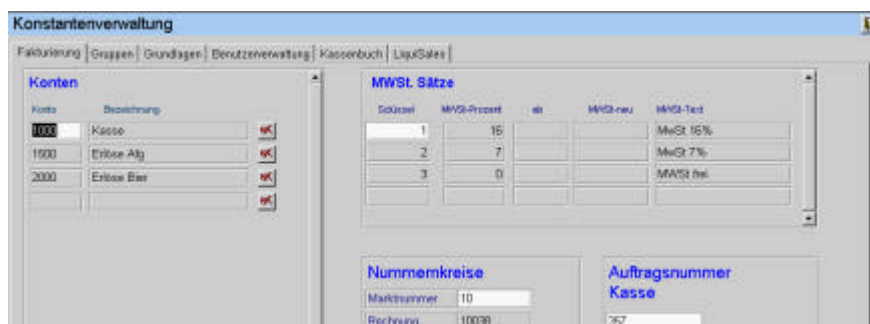 Konstantenverwaltung
Fakturierung Gruppen Grundlagen Benutzerverwaltung Kassenbuch LiquiSales
Konten
Konto Bezeichnung
1000 Kasse
1500 Erlöse Allg
2000 Erlöse Bier
MWSt. Sätze
Schlüssel MWSt-Prozent ab MWSt-neu MWSt-Text
1 16 MwSt 16%
2 7 MwSt 7%
3 0 MWSt frei
Nummernkreise
Marktnummer 10
Rechnung 10038
Auftragsnummer
Kasse
357